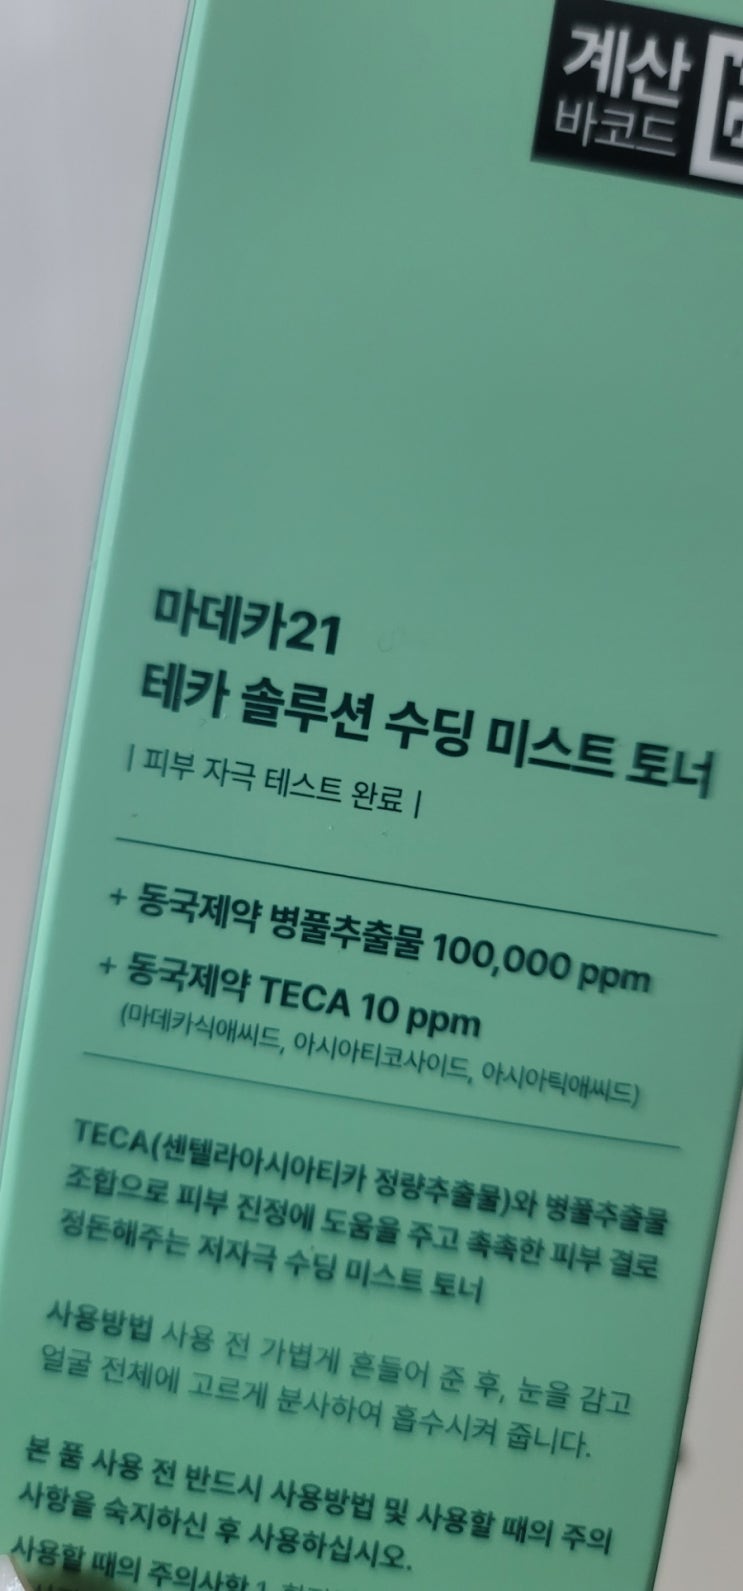 계산
바코드
마데카21
테카 솔루션 수딩 미스트 토너
| 피부 자극 테스트 완료 |
+ 동국제약 병풀추출물 100,000 ppm
+ 동국제약 TECA 10 ppm
(마데카식애씨드, 아시아티코사이드, 아시아틱애씨드)
TECA(센텔라아시아티카 정량추출물)와 병풀추출물
조합으로 피부 진정에 도움을 주고 촉촉한 피부 결로
정돈해주는 저자극 수딩 미스트 토너
사용방법 사용 전 가볍게 흔들어 준 후, 눈을 감고
얼굴 전체에 고르게 분사하여 흡수시켜 줍니다.
본 품 사용 전 반드시 사용방법 및 사용할 때의 주의
사항을 숙지하신 후 사용하십시오.
사용할 때의 주의사항 1.